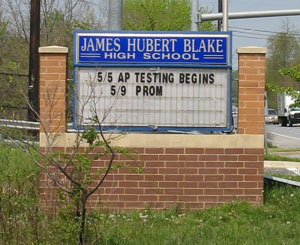 JAMES HUBERT BLAKE
HIGH SCHOOL
5/5 AP TESTING BEGINS
5/9 PROM